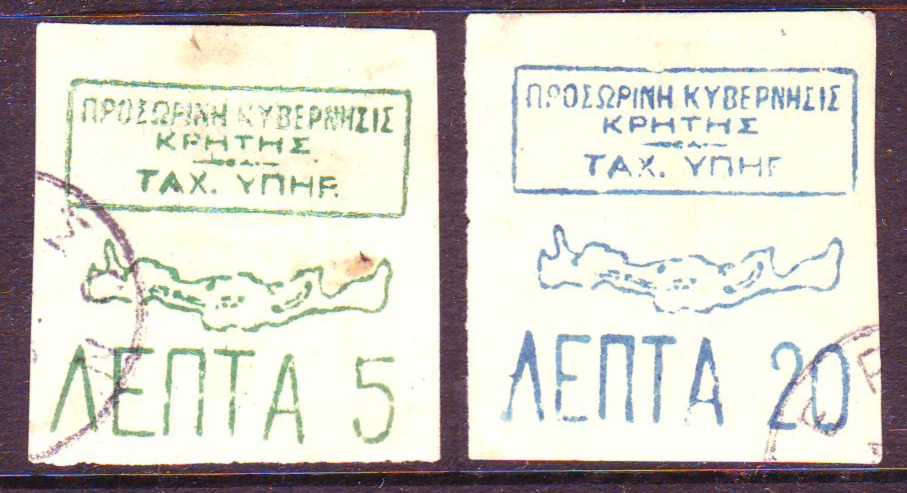 ΠΡΟΣΩΡΙΝΗ ΚΥΒΕΡΝΗΣΙΣ
ΚΡΗΤΗΣ
ΤΑΧ. ΥΠΗΡ.
ΛΕΠΤΑ 5
ΠΡΟΣΩΡΙΝΗ ΚΥΒΕΡΝΗΣΙΣ
ΚΡΗΤΗΣ
ΤΑΧ. ΥΠΗΡ
ΛΕΠΤΑ 20